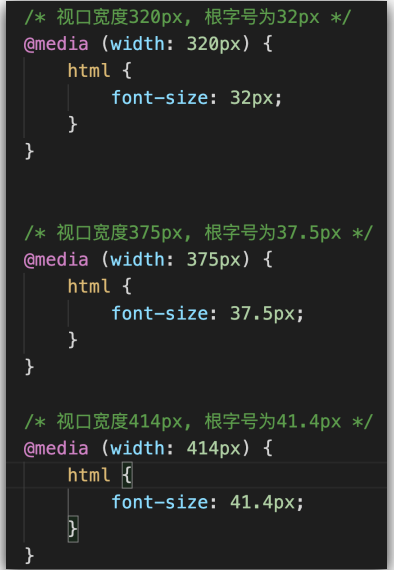 /* 视口宽度320px, 根字号为32px */
@media (width: 320px) {
html {
font-size: 32px;
}
}
/* 视口宽度375px, 根字号为37.5px */
@media (width: 375px) {
html {
font-size: 37.5px;
}
}
/* 视口宽度414px, 根字号为41.4px */
@media (width: 414px) {
html {
font-size: 41.4px;
}
}